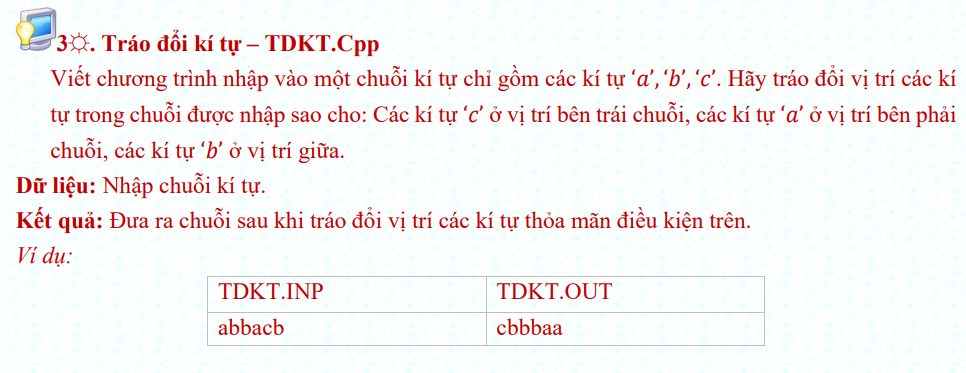 3☼. Tráo đổi kí tự – TDKT.Cpp
Viết chương trình nhập vào một chuỗi kí tự chỉ gồm các kí tự ‘a’, ‘b’, ‘c’. Hãy tráo đổi vị trí các kí
tự trong chuỗi được nhập sao cho: Các kí tự ‘c’ ở vị trí bên trái chuỗi, các kí tự ‘a’ ở vị trí bên phải
chuỗi, các kí tự ‘b’ ở vị trí giữa.
Dữ liệu: Nhập chuỗi kí tự.
Kết quả: Đưa ra chuỗi sau khi tráo đổi vị trí các kí tự thỏa mãn điều kiện trên.
Ví dụ:
TDKT.INP TDKT.OUT
abbacb cbbbaa